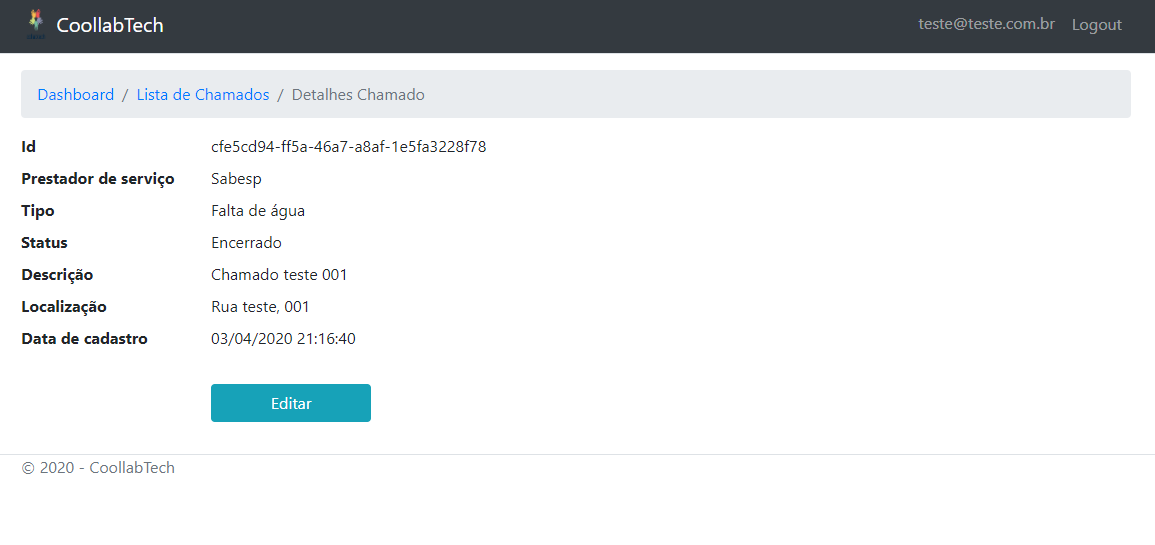 CoollabTech teste@teste.com.br Logout
Dashboard / Lista de Chamados / Detalhes Chamado
Id cfe5cd94-ff5a-46a7-a8af-1e5fa3228f78
Prestador de serviço Sabesp
Tipo Falta de água
Status Encerrado
Descrição Chamado teste 001
Localização Rua teste, 001
Data de cadastro 03/04/2020 21:16:40
Editar
© 2020 - CoollabTech